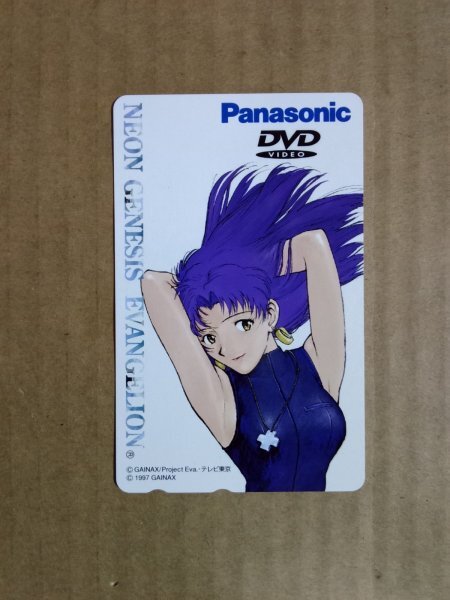 Panasonic
DVD
VIDEO
NEON GENESIS EVANGELION
© GAINAX/Project Eva.・テレビ東京
© 1997 GAINAX